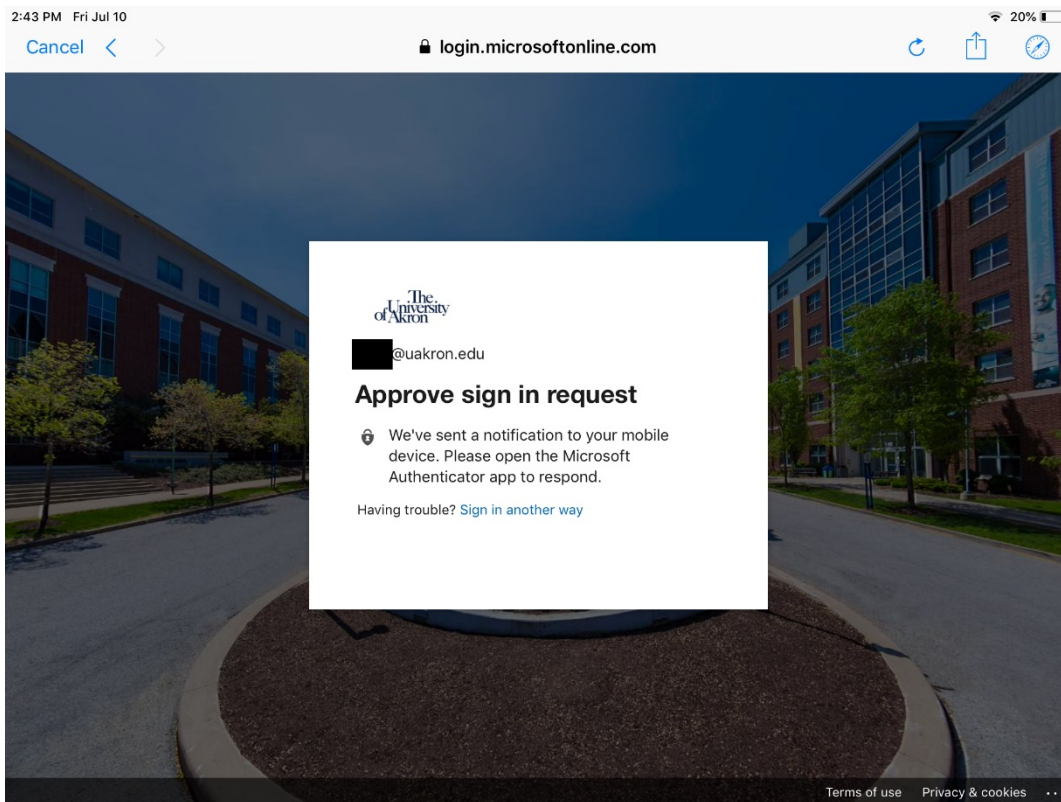 2:43 PM Fri Jul 10
20%
Cancel
login.microsoftonline.com
The
University
of Akron
@uakron.edu
Approve sign in request
We've sent a notification to your mobile
device. Please open the Microsoft
Authenticator app to respond.
Having trouble? Sign in another way
Terms of use Privacy & cookies ..